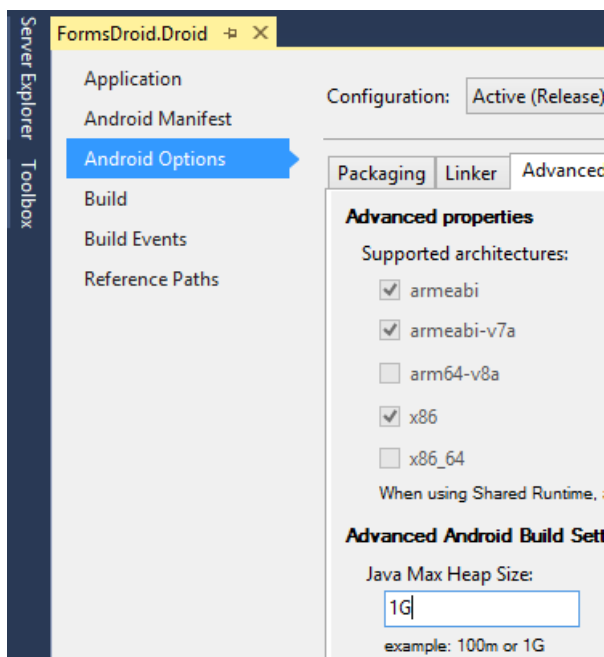 Server Explorer
Toolbox
FormsDroid.Droid
Application
Android Manifest
Android Options
Build
Build Events
Reference Paths
Configuration: Active (Release)
Packaging Linker Advanced
Advanced properties
Supported architectures:
armeabi
armeabi-v7a
arm64-v8a
x86
x86_64
When using Shared Runtime,
Advanced Android Build Sett
Java Max Heap Size:
1G
example: 100m or 1G